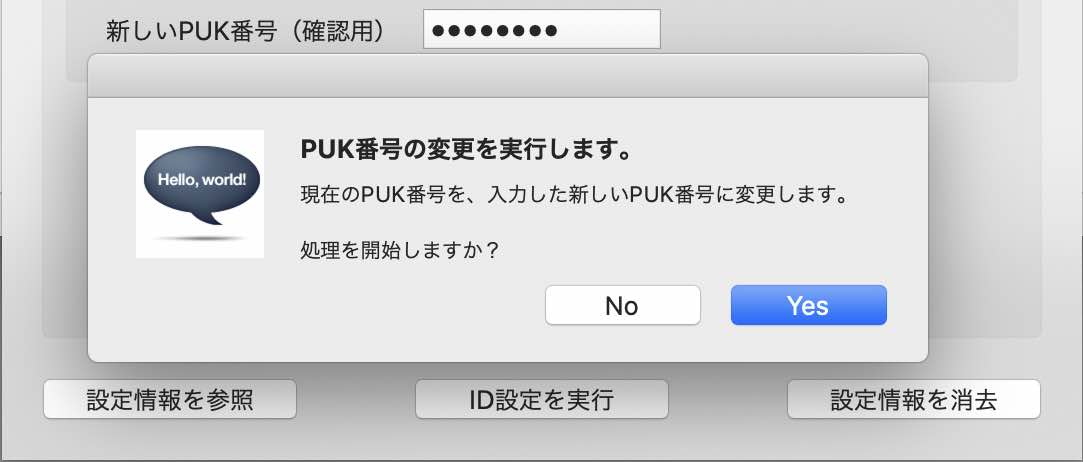 新しいPUK番号（確認用）
Hello, world!
PUK番号の変更を実行します。
現在のPUK番号を、入力した新しいPUK番号に変更します。
処理を開始しますか？
No
Yes
設定情報を参照
ID設定を実行
設定情報を消去